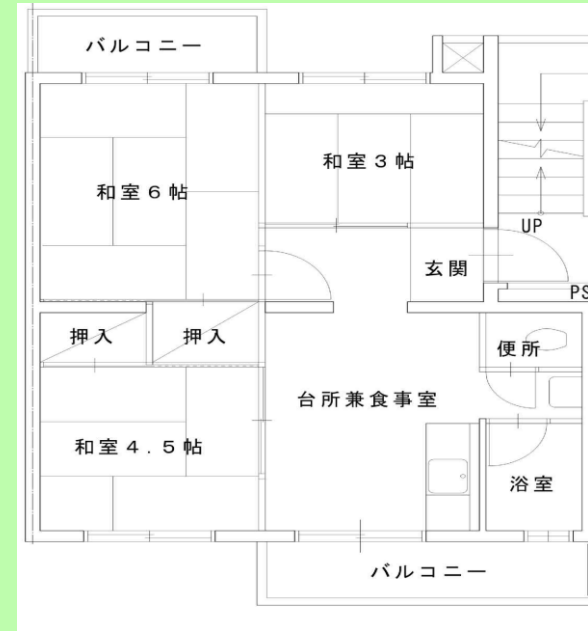 バルコニー
和室３帖
和室６帖
UP
玄関
PS
押入
押入
便所
台所兼食事室
和室４．５帖
浴室
バルコニー